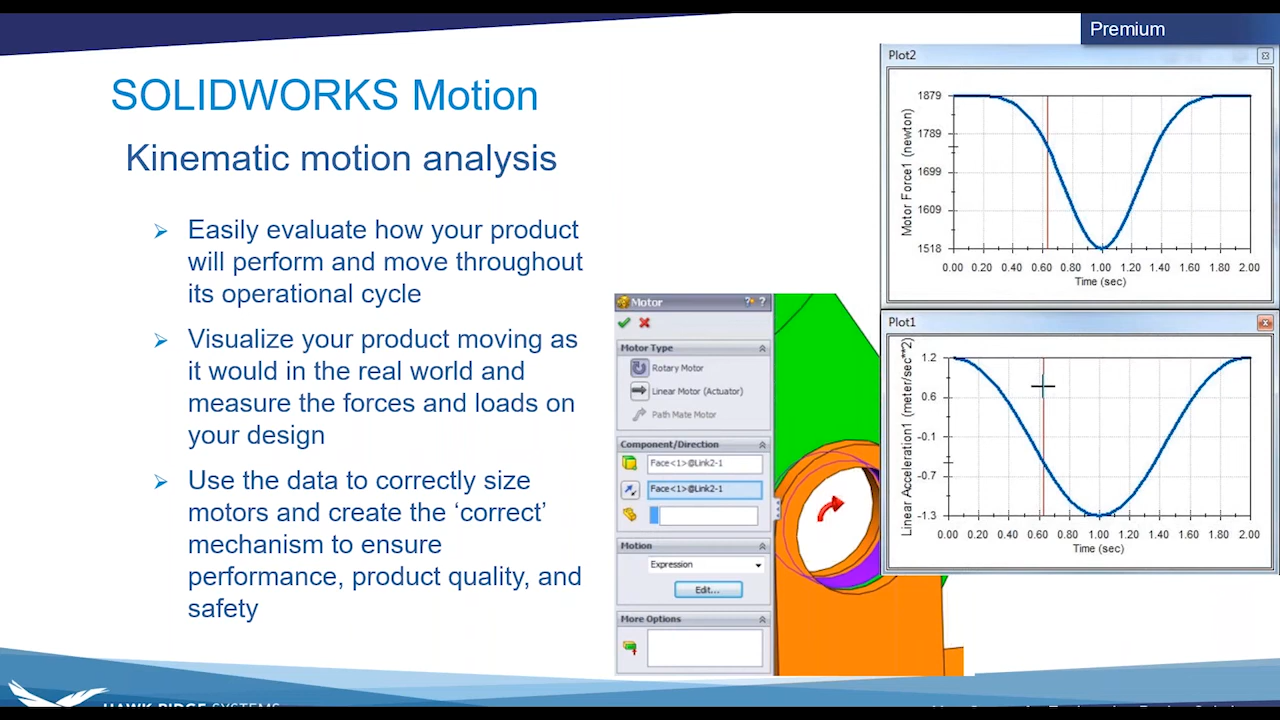 Premium
SOLIDWORKS Motion
Kinematic motion analysis
Easily evaluate how your product
will perform and move throughout
its operational cycle
Visualize your product moving as
it would in the real world and
measure the forces and loads on
your design
Use the data to correctly size
motors and create the ‘correct’
mechanism to ensure
performance, product quality, and
safety
Motor
? ?
Motor Type
Rotary Motor
Linear Motor (Actuator)
Path Mate Motor
Component/Direction
Face<1>@Link2-1
Face<1>@Link2-1
Motion
Expression
Edit...
More Options
Plot2
Motor Force1 (newton)
1879
1789
1699
1609
1518
0.00 0.20 0.40 0.60 0.80 1.00 1.20 1.40 1.60 1.80 2.00
Time (sec)
Plot1
Linear Acceleration1 (meter/sec**2)
1.2
0.6
-0.1
-0.7
-1.3
0.00 0.20 0.40 0.60 0.80 1.00 1.20 1.40 1.60 1.80 2.00
Time (sec)
HAWK RIDGE SYSTEMS